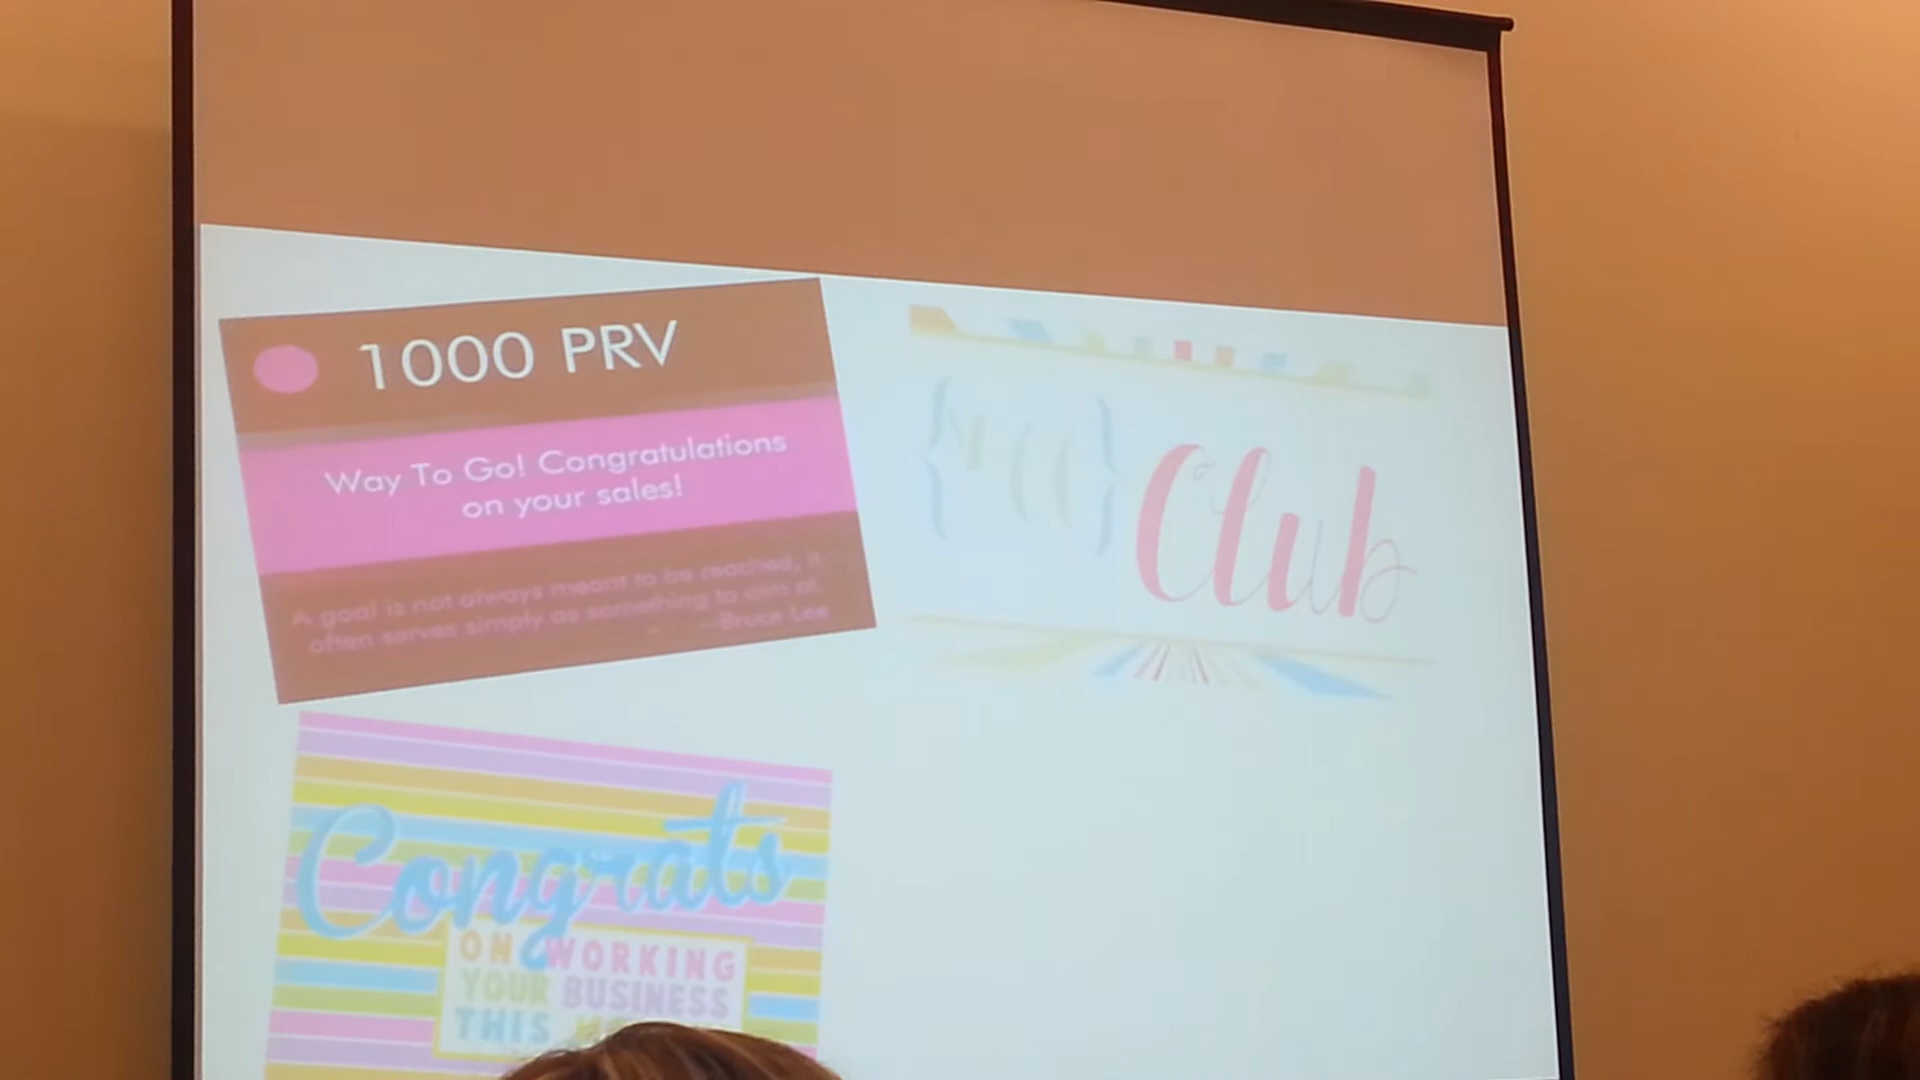 1000 PRV
Way To Go! Congratulations
on your sales!
A goal is not always meant to be reached, it
often serves simply as something to aim at.
--Bruce Lee
Club
Congrats
ON WORKING
YOUR BUSINESS
THIS